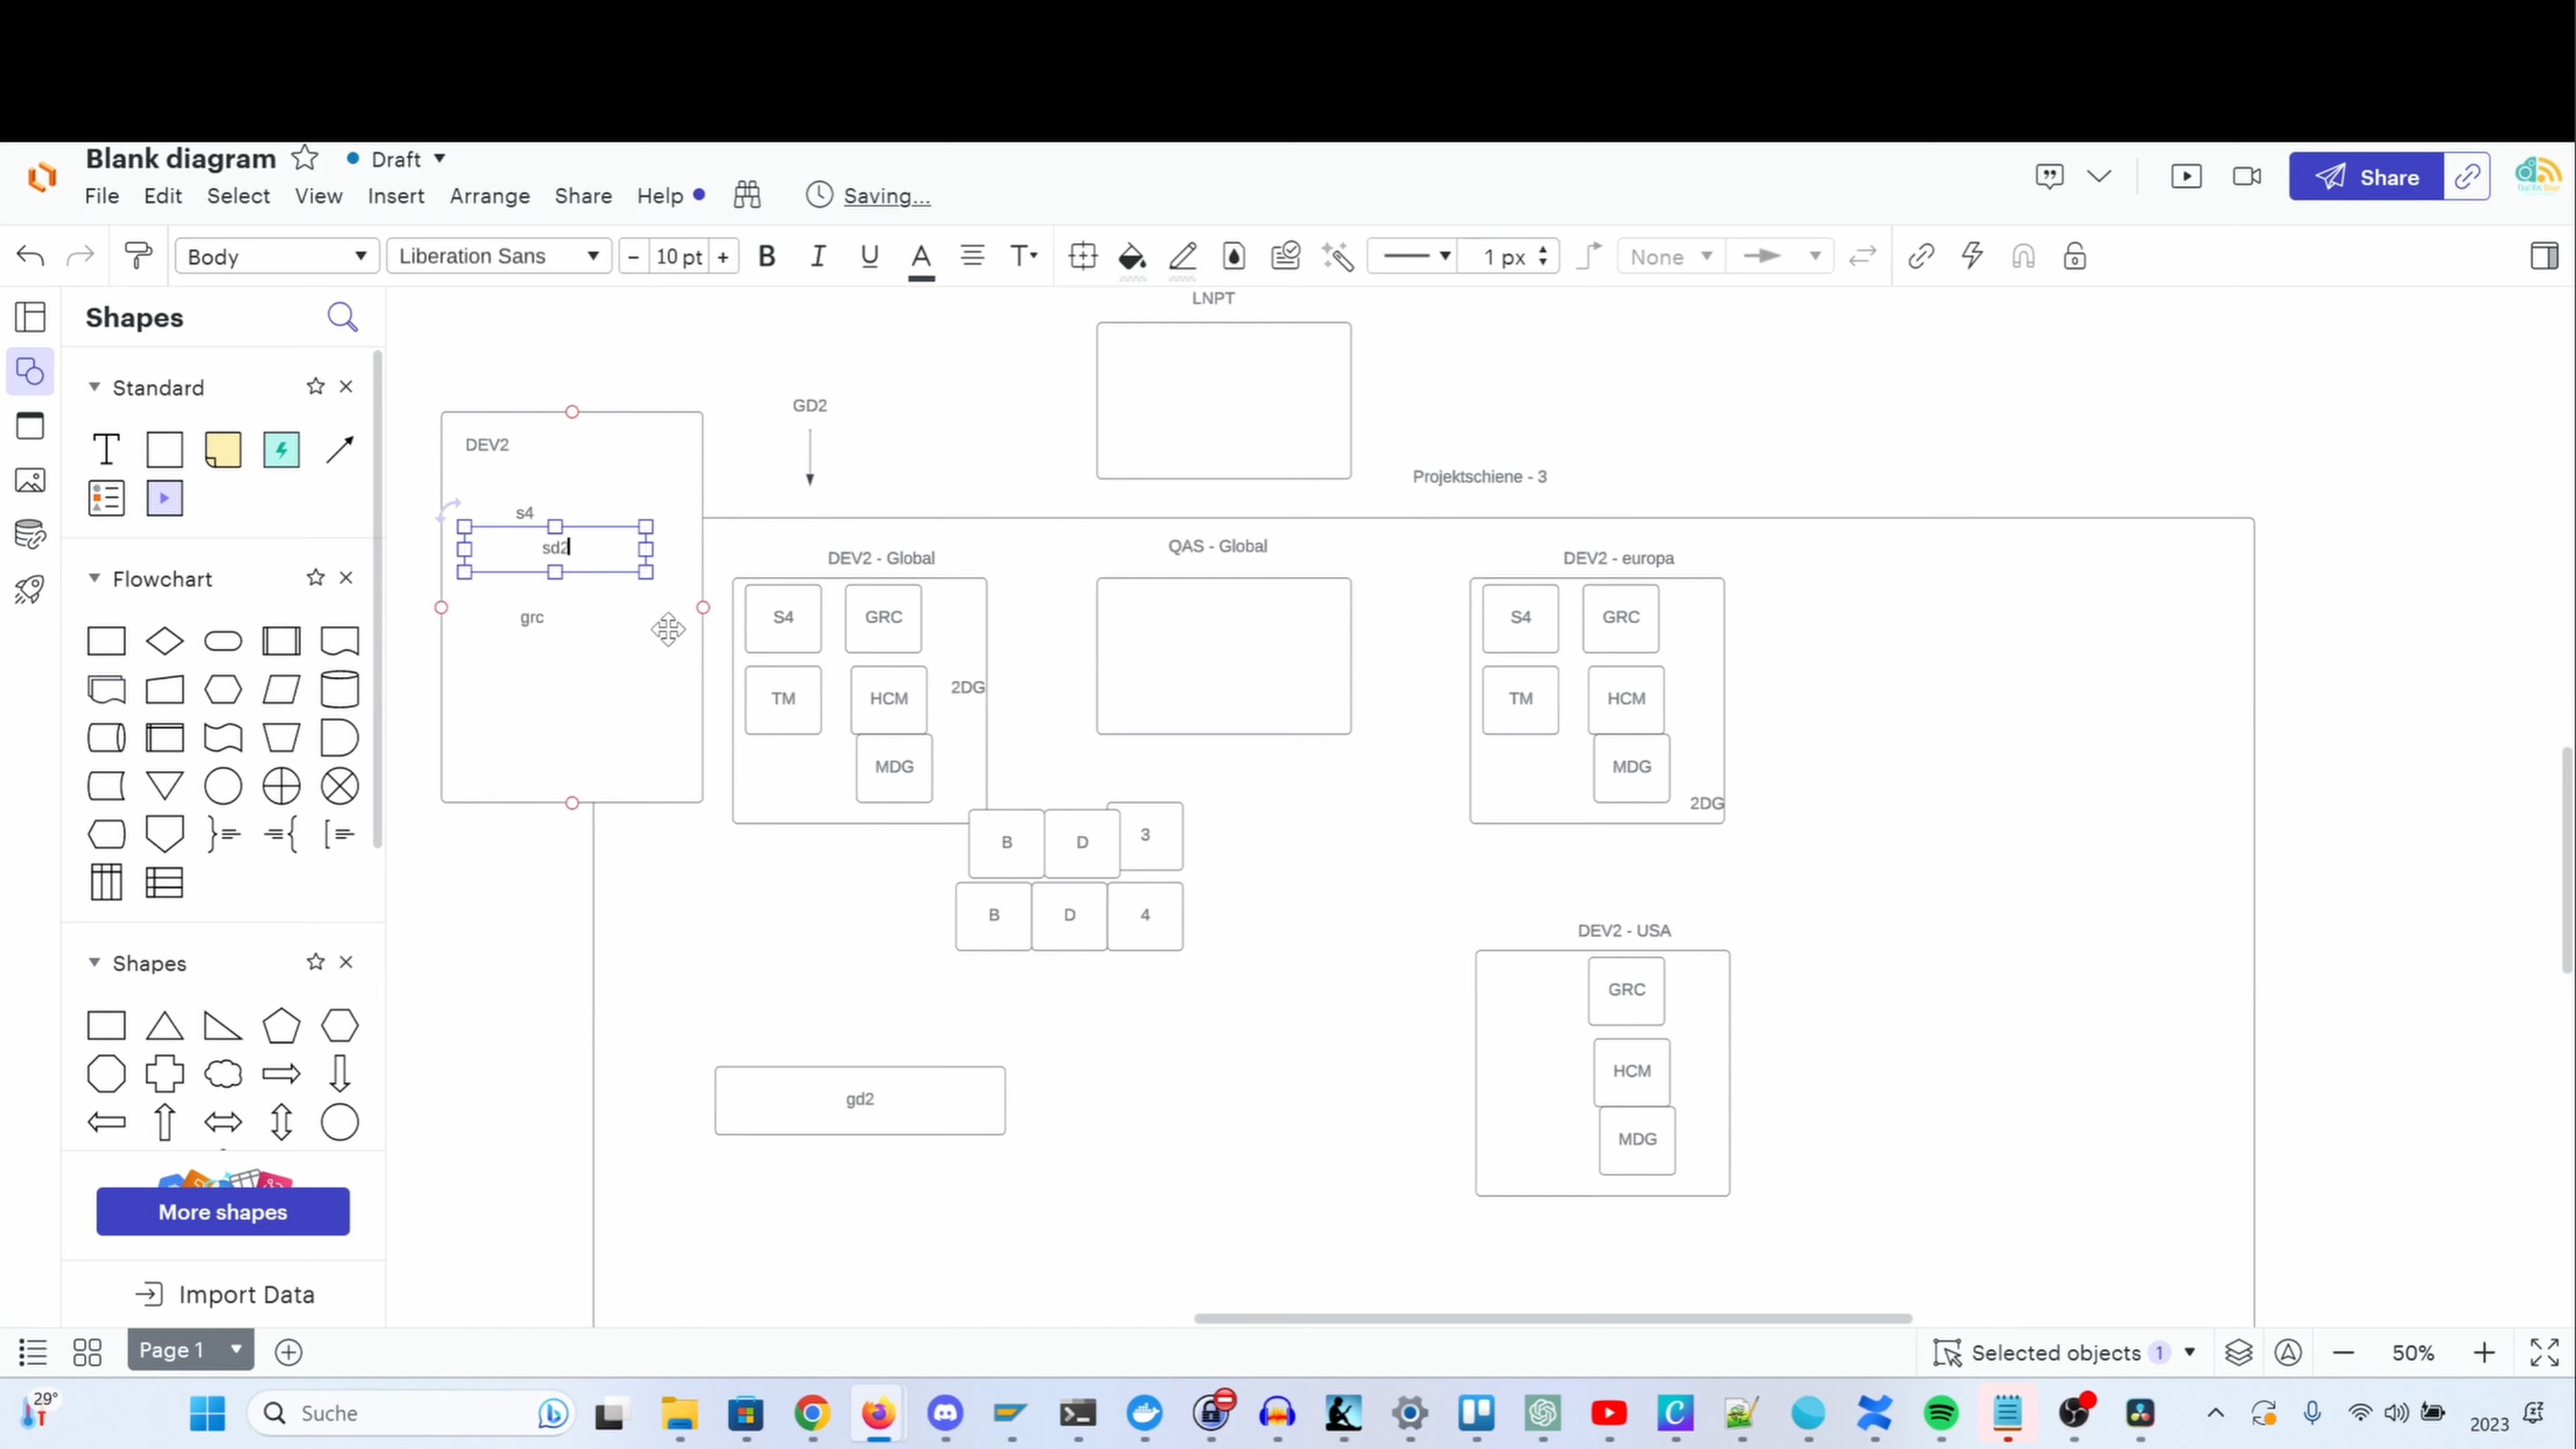 Blank diagram
Draft
File Edit Select View Insert Arrange Share Help
Saving...
Share
Body
Liberation Sans
10 pt
B I U A T
1 px
None
Shapes
Standard
T
Flowchart
Shapes
More shapes
Import Data
LNPT
GD2
Projektschiene - 3
DEV2
s4
sd2
grc
DEV2 - Global
S4
GRC
TM
HCM
2DG
MDG
QAS - Global
DEV2 - europa
S4
GRC
TM
HCM
MDG
2DG
B
D
3
B
D
4
gd2
DEV2 - USA
GRC
HCM
MDG
Page 1
Selected objects 1
50%
29°
Suche
2023